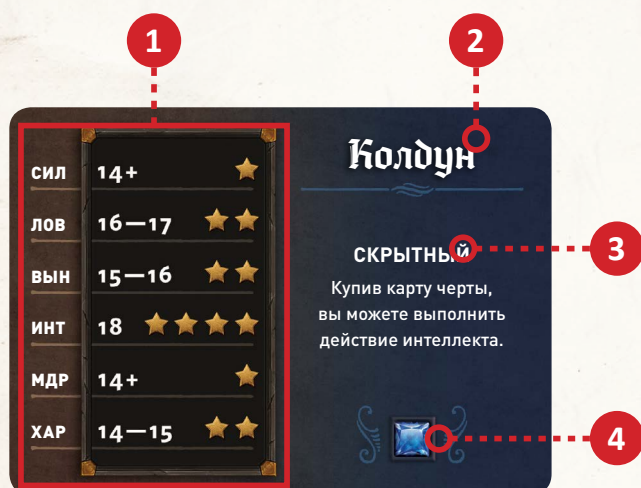 1
2
СИЛ 14+
ЛОВ 16—17
ВЫН 15—16
ИНТ 18
МДР 14+
ХАР 14—15
Колдун
СКРЫТНЫЙ
Купив карту черты,
вы можете выполнить
действие интеллекта.
3
4